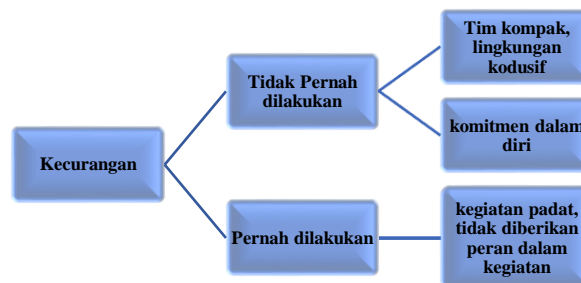 Kecurangan
Tidak Pernah
dilakukan
Tim kompak,
lingkungan
kodusif
komitmen dalam
diri
Pernah dilakukan
kegiatan padat,
tidak diberikan
peran dalam
kegiatan